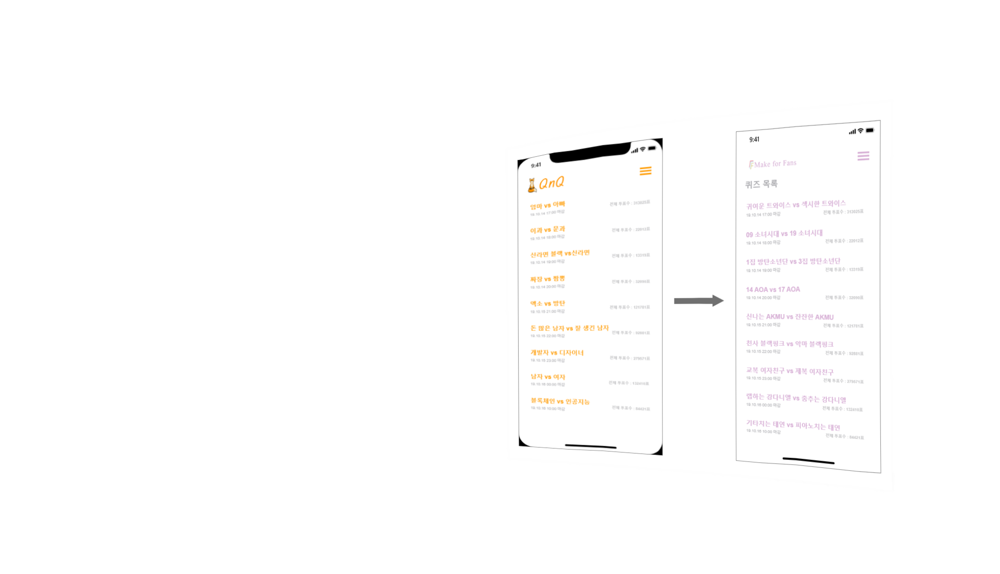 9:41
QnQ
엄마 vs 아빠
19.10.14 17:00 마감
전체 투표수 : 313025표
이과 vs 문과
19.10.14 18:00 마감
전체 투표수 : 22012표
신라면 블랙 vs신라면
19.10.14 19:00 마감
전체 투표수 : 13319표
짜장 vs 짬뽕
19.10.14 20:00 마감
전체 투표수 : 32090표
엑소 vs 방탄
19.10.15 21:00 마감
전체 투표수 : 121701표
돈 많은 남자 vs 잘 생긴 남자
19.10.15 22:00 마감
전체 투표수 : 92881표
개발자 vs 디자이너
19.10.15 23:00 마감
전체 투표수 : 279571표
남자 vs 여자
19.10.16 00:00 마감
전체 투표수 : 132410표
블록체인 vs 인공지능
19.10.16 10:00 마감
전체 투표수 : 84421표
9:41
Make for Fans
퀴즈 목록
귀여운 트와이스 vs 섹시한 트와이스
19.10.14 17:00 마감
전체 투표수 : 313025표
09 소녀시대 vs 19 소녀시대
19.10.14 18:00 마감
전체 투표수 : 22012표
1집 방탄소년단 vs 3집 방탄소년단
19.10.14 19:00 마감
전체 투표수 : 13319표
14 AOA vs 17 AOA
19.10.14 20:00 마감
전체 투표수 : 32090표
신나는 AKMU vs 잔잔한 AKMU
19.10.15 21:00 마감
전체 투표수 : 121701표
천사 블랙핑크 vs 악마 블랙핑크
19.10.15 22:00 마감
전체 투표수 : 92881표
교복 여자친구 vs 제복 여자친구
19.10.15 23:00 마감
전체 투표수 : 279571표
랩하는 강다니엘 vs 춤추는 강다니엘
19.10.16 00:00 마감
전체 투표수 : 132410표
기타치는 태연 vs 피아노치는 태연
19.10.16 10:00 마감
전체 투표수 : 84421표